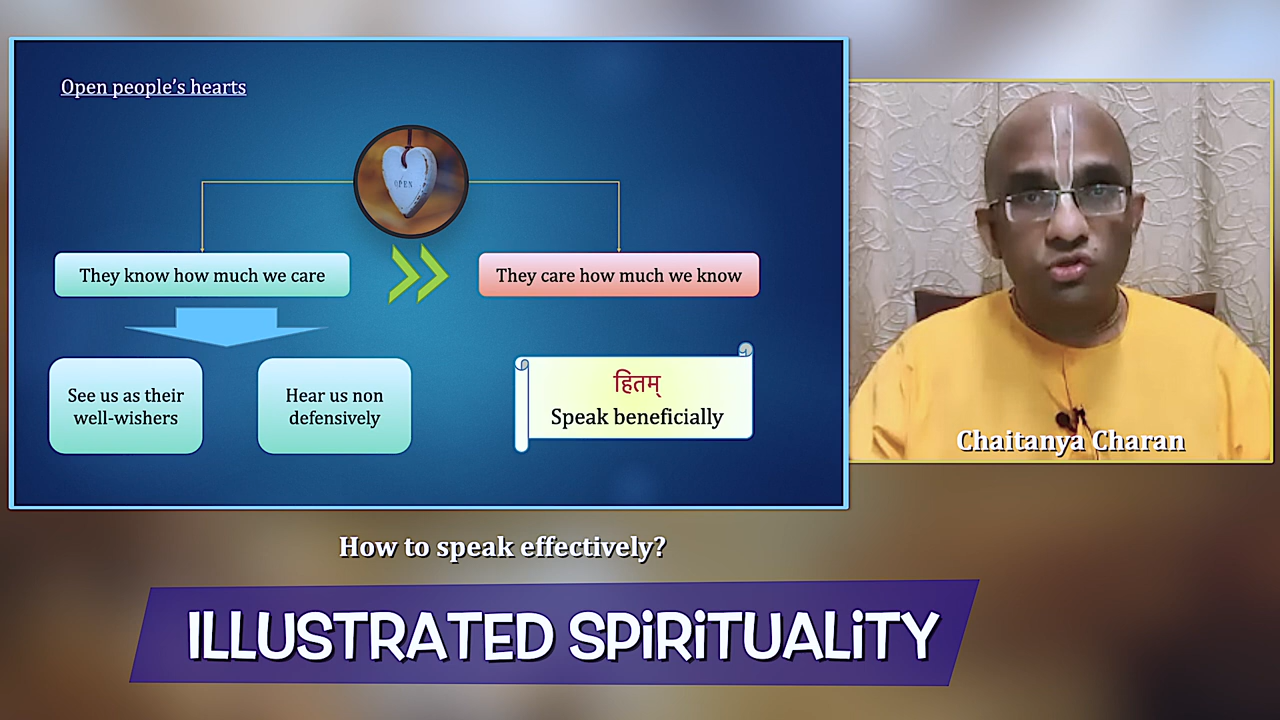 Open people’s hearts
OPEN
They know how much we care
They care how much we know
See us as their
well-wishers
Hear us non
defensively
हितम्
Speak beneficially
Chaitanya Charan
How to speak effectively?
ILLUSTRATED SPiRiTUALiTY